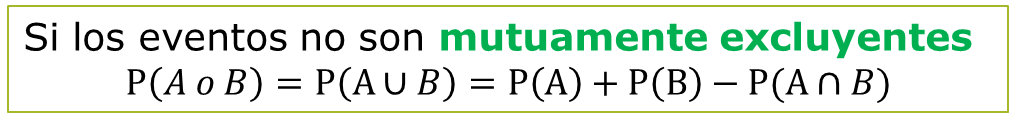 Si los eventos no son mutuamente excluyentes
P(A o B) = P(A ∪ B) = P(A) + P(B) − P(A ∩ B)